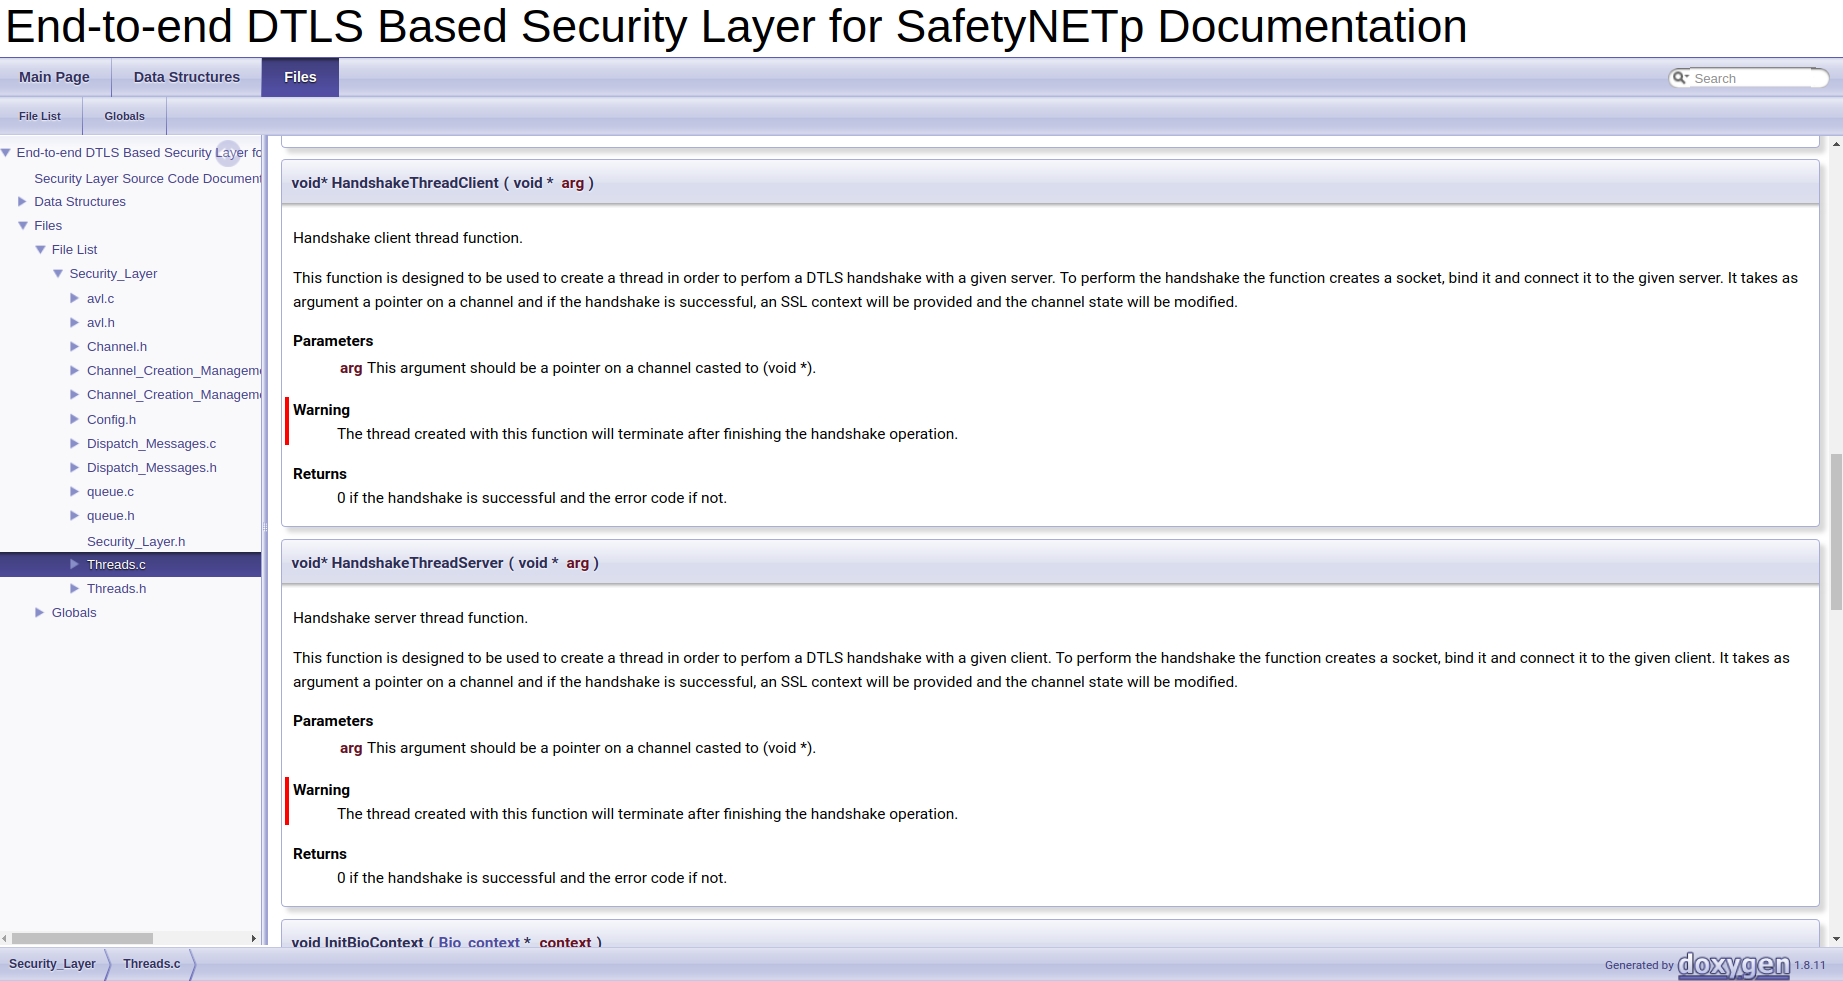 End-to-end DTLS Based Security Layer for SafetyNETp Documentation
Main Page
Data Structures
Files
Search
File List
Globals
End-to-end DTLS Based Security Layer fo
Security Layer Source Code Document
Data Structures
Files
File List
Security_Layer
avl.c
avl.h
Channel.h
Channel_Creation_Manageme
Channel_Creation_Manageme
Config.h
Dispatch_Messages.c
Dispatch_Messages.h
queue.c
queue.h
Security_Layer.h
Threads.c
Threads.h
Globals
void* HandshakeThreadClient ( void * arg )
Handshake client thread function.
This function is designed to be used to create a thread in order to perfom a DTLS handshake with a given server. To perform the handshake the function creates a socket, bind it and connect it to the given server. It takes as
argument a pointer on a channel and if the handshake is successful, an SSL context will be provided and the channel state will be modified.
Parameters
arg This argument should be a pointer on a channel casted to (void *).
Warning
The thread created with this function will terminate after finishing the handshake operation.
Returns
0 if the handshake is successful and the error code if not.
void* HandshakeThreadServer ( void * arg )
Handshake server thread function.
This function is designed to be used to create a thread in order to perfom a DTLS handshake with a given client. To perform the handshake the function creates a socket, bind it and connect it to the given client. It takes as
argument a pointer on a channel and if the handshake is successful, an SSL context will be provided and the channel state will be modified.
Parameters
arg This argument should be a pointer on a channel casted to (void *).
Warning
The thread created with this function will terminate after finishing the handshake operation.
Returns
0 if the handshake is successful and the error code if not.
void InitBioContext ( Bio_context * context )
Security_Layer
Threads.c
Generated by doxygen 1.8.11